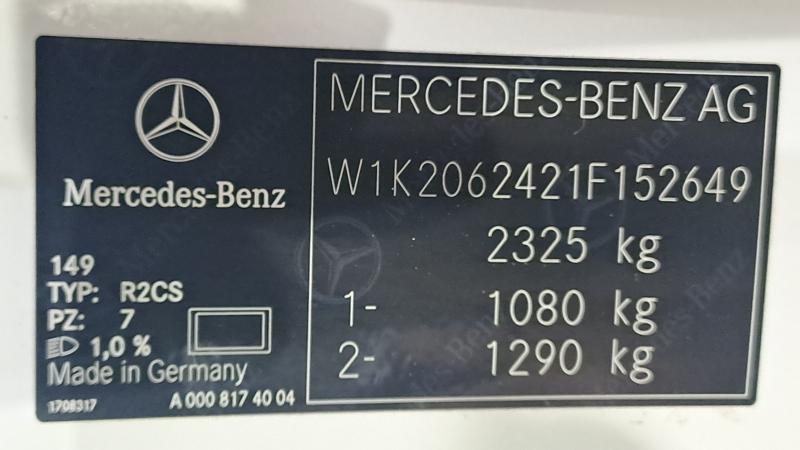 Mercedes-Benz
149
TYP: R2CS
PZ: 7
1,0 %
Made in Germany
1708317
A 000 817 40 04
MERCEDES-BENZ AG
W1K2062421F152649
2325 kg
1- 1080 kg
2- 1290 kg